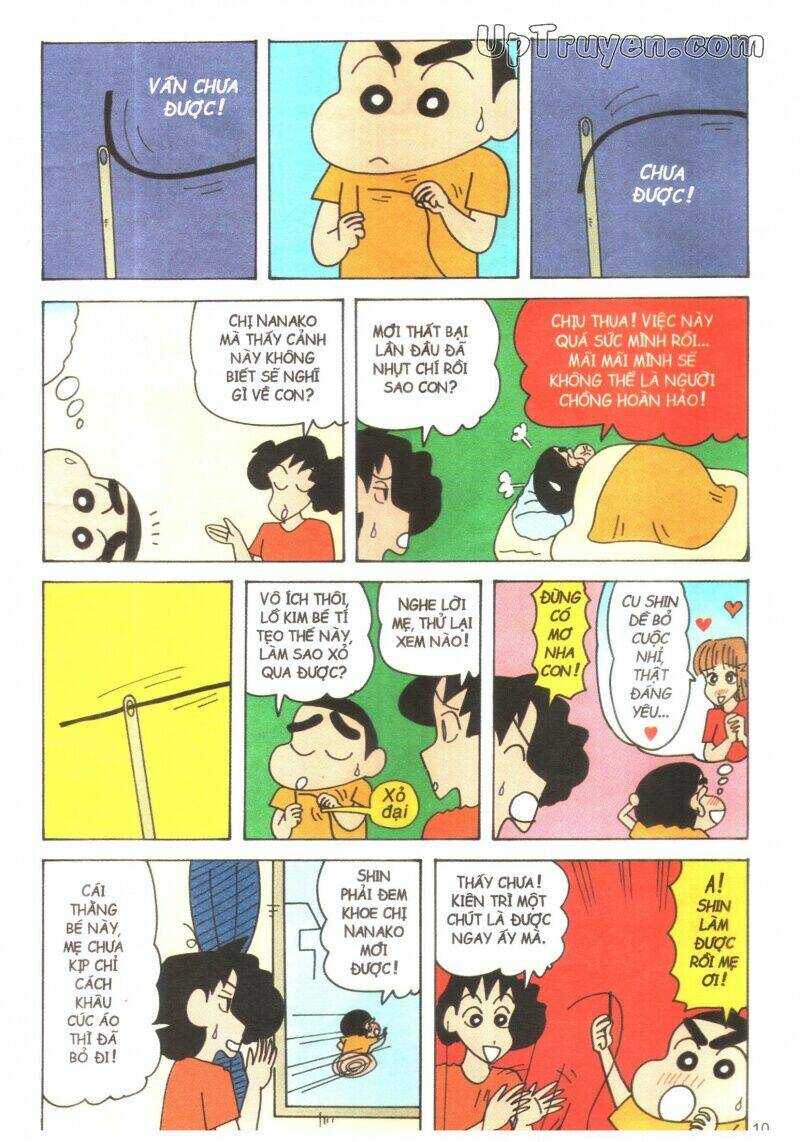 UpTruyen.com
CHƯA
ĐƯỢC!
VẪN CHƯA
ĐƯỢC!
CHỊU THUA! VIỆC NÀY
QUÁ SỨC MÌNH RỒI...
MÃI MÃI MÌNH SẼ
KHÔNG THỂ LÀ NGƯỜI
CHỒNG HOÀN HẢO!
MỚI THẤT BẠI
LẦN ĐẦU ĐÃ
NHỤT CHÍ RỒI
SAO CON?
CHỊ NANAKO
MÀ THẤY CẢNH
NÀY KHÔNG
BIẾT SẼ NGHĨ
GÌ VỀ CON?
CU SHIN
DỄ BỎ
CUỘC
NHỈ,
THẬT
ĐÁNG
YÊU...
ĐỪNG
CÓ
MƠ
NHA
CON!
NGHE LỜI
MẸ, THỬ LẠI
XEM NÀO!
VÔ ÍCH THÔI,
LỖ KIM BÉ TÍ
TẸO THẾ NÀY,
LÀM SAO XỎ
QUA ĐƯỢC?
Xỏ
đại
A!
SHIN
LÀM
ĐƯỢC
RỒI MẸ
ƠI!
THẤY CHƯA!
KIÊN TRÌ MỘT
CHÚT LÀ ĐƯỢC
NGAY ẤY MÀ.
SHIN
PHẢI ĐEM
KHOE CHỊ
NANAKO
MỚI
ĐƯỢC!
CÁI
THẰNG
BÉ NÀY,
MẸ CHƯA
KỊP CHỈ
CÁCH
KHÂU
CÚC ÁO
THÌ ĐÃ
BỎ ĐI!